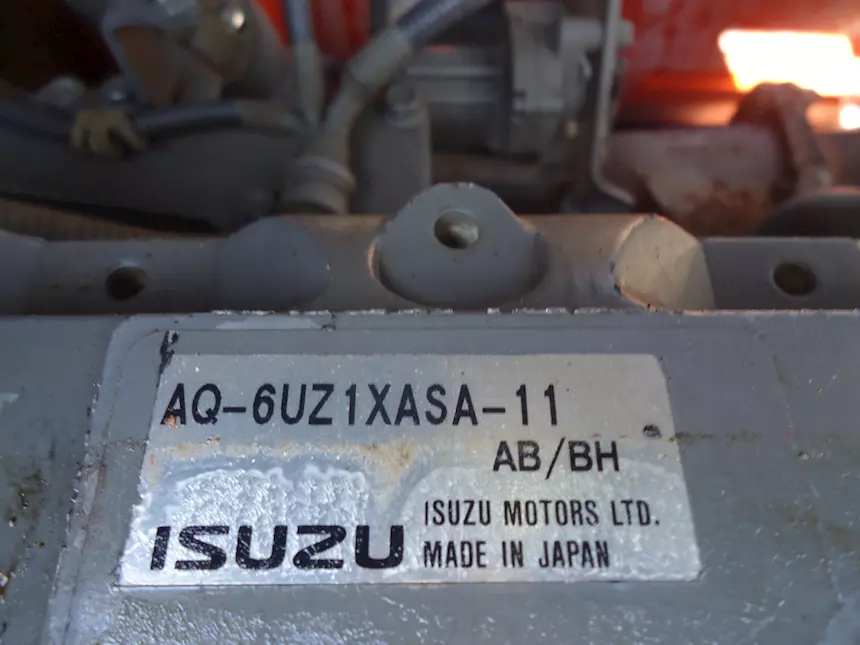 AQ-6UZ1XASA-11
AB/BH
ISUZU
ISUZU MOTORS LTD.
MADE IN JAPAN